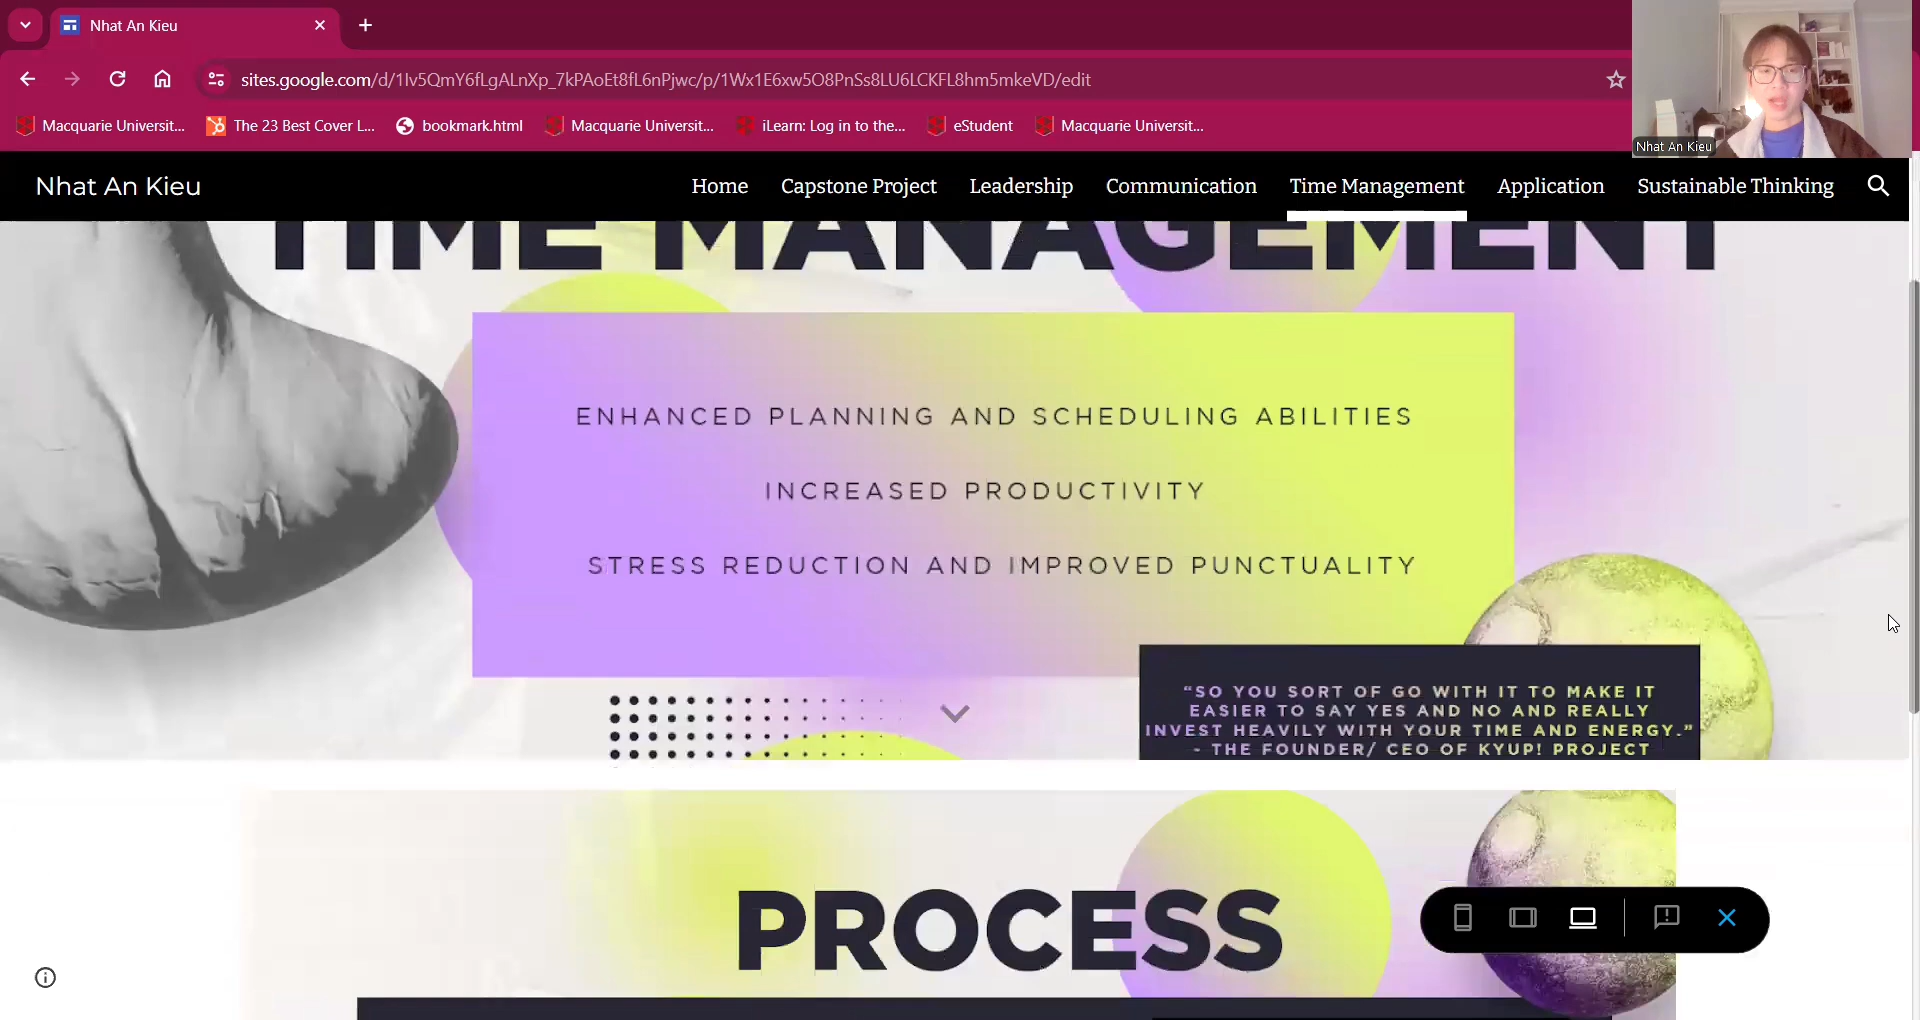 Nhat An Kieu
sites.google.com/d/1lv5QmY6fLgALnXp_7kPAoEt8fL6nPjwc/p/1Wx1E6xw5O8PnSs8LU6LCKFL8hm5mkeVD/edit
Macquarie Universit...
The 23 Best Cover L...
bookmark.html
Macquarie Universit...
iLearn: Log in to the...
eStudent
Macquarie Universit...
Nhat An Kieu
Nhat An Kieu
Home
Capstone Project
Leadership
Communication
Time Management
Application
Sustainable Thinking
TIME MANAGEMENT
ENHANCED PLANNING AND SCHEDULING ABILITIES
INCREASED PRODUCTIVITY
STRESS REDUCTION AND IMPROVED PUNCTUALITY
“SO YOU SORT OF GO WITH IT TO MAKE IT
EASIER TO SAY YES AND NO AND REALLY
INVEST HEAVILY WITH YOUR TIME AND ENERGY.”
- THE FOUNDER/ CEO OF KYUP! PROJECT
PROCESS